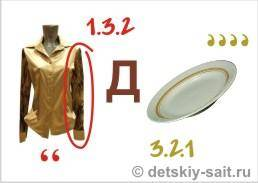 1.3.2
,,,,
Д
“
3.2.1
© detskiy-sait.ru